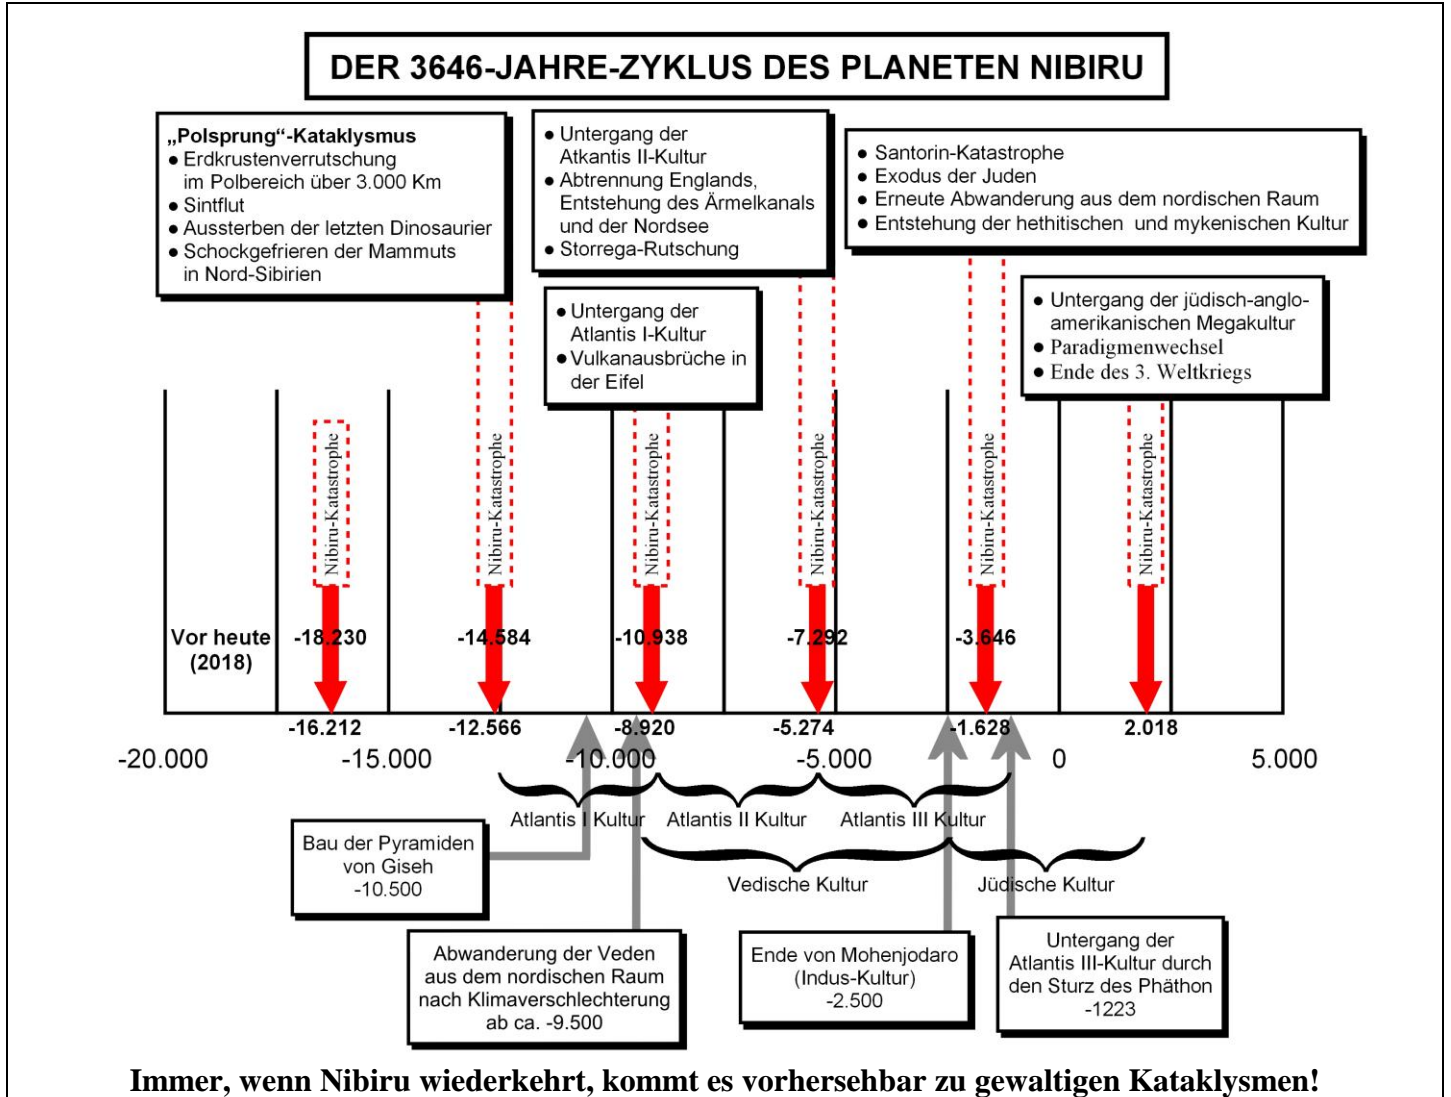 DER 3646-JAHRE-ZYKLUS DES PLANETEN NIBIRU
„Polsprung“-Kataklysmus
● Erdkrustenverrutschung
im Polbereich über 3.000 Km
● Sintflut
● Aussterben der letzten Dinosaurier
● Schockgefrieren der Mammuts
in Nord-Sibirien
● Untergang der
Atkantis II-Kultur
● Abtrennung Englands,
Entstehung des Ärmelkanals
und der Nordsee
● Storrega-Rutschung
● Santorin-Katastrophe
● Exodus der Juden
● Erneute Abwanderung aus dem nordischen Raum
● Entstehung der hethitischen und mykenischen Kultur
● Untergang der
Atlantis I-Kultur
● Vulkanausbrüche in
der Eifel
● Untergang der jüdisch-anglo-
amerikanischen Megakultur
● Paradigmenwechsel
● Ende des 3. Weltkriegs
Nibiru-Katastrophe
Nibiru-Katastrophe
Nibiru-Katastrophe
Nibiru-Katastrophe
Nibiru-Katastrophe
Nibiru-Katastrophe
Vor heute
(2018)
-18.230
-14.584
-10.938
-7.292
-3.646
-16.212
-12.566
-8.920
-5.274
-1.628
2.018
-20.000
-15.000
-10.000
-5.000
0
5.000
Atlantis I Kultur
Atlantis II Kultur
Atlantis III Kultur
Vedische Kultur
Jüdische Kultur
Bau der Pyramiden
von Giseh
-10.500
Abwanderung der Veden
aus dem nordischen Raum
nach Klimaverschlechterung
ab ca. -9.500
Ende von Mohenjodaro
(Indus-Kultur)
-2.500
Untergang der
Atlantis III-Kultur durch
den Sturz des Phäthon
-1223
Immer, wenn Nibiru wiederkehrt, kommt es vorhersehbar zu gewaltigen Kataklysmen!